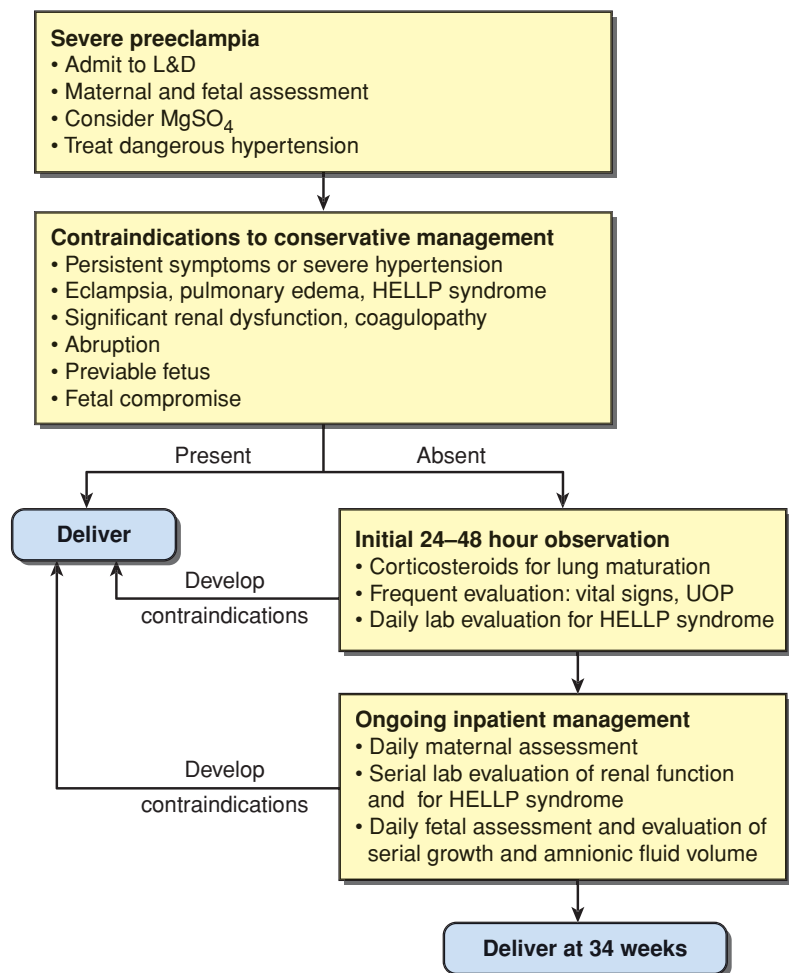 Severe preeclampsia
• Admit to L&D
• Maternal and fetal assessment
• Consider MgSO4
• Treat dangerous hypertension
Contraindications to conservative management
• Persistent symptoms or severe hypertension
• Eclampsia, pulmonary edema, HELLP syndrome
• Significant renal dysfunction, coagulopathy
• Abruption
• Previable fetus
• Fetal compromise
Present
Absent
Deliver
Initial 24–48 hour observation
• Corticosteroids for lung maturation
• Frequent evaluation: vital signs, UOP
• Daily lab evaluation for HELLP syndrome
Develop
contraindications
Ongoing inpatient management
• Daily maternal assessment
• Serial lab evaluation of renal function
and for HELLP syndrome
• Daily fetal assessment and evaluation of
serial growth and amnionic fluid volume
Develop
contraindications
Deliver at 34 weeks